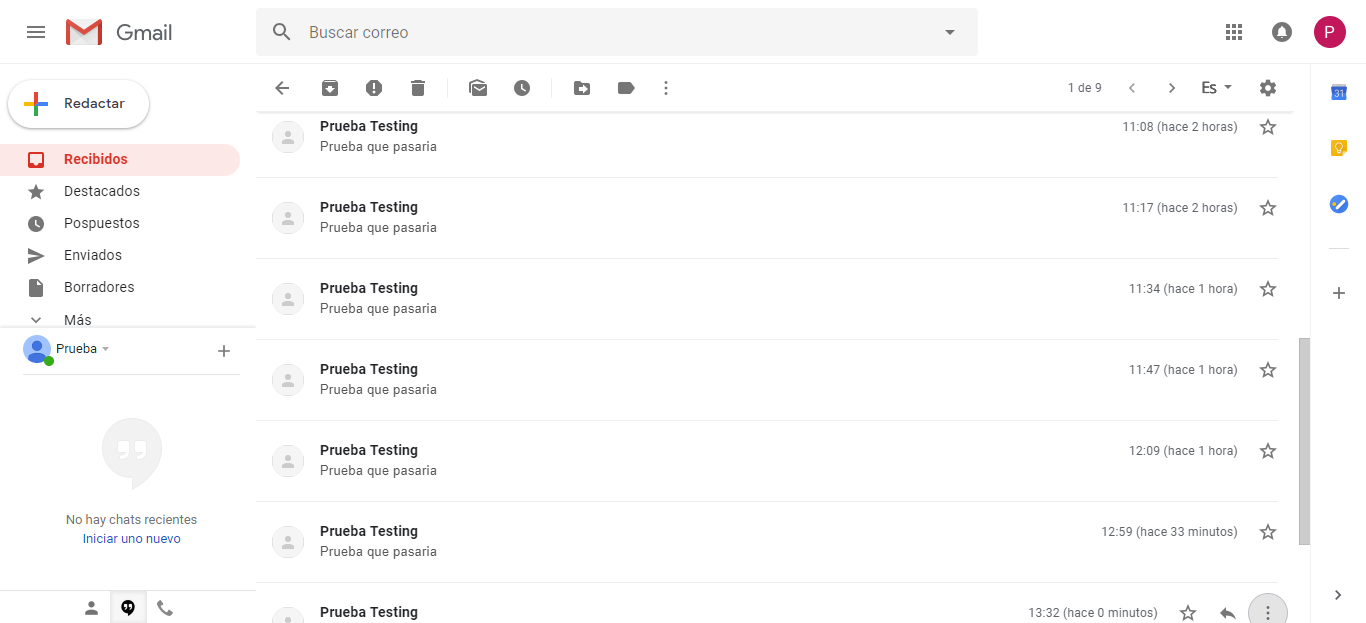 Gmail
Buscar correo
P
Redactar
1 de 9
Es
31
Recibidos
Destacados
Pospuestos
Enviados
Borradores
Más
Prueba
No hay chats recientes
Iniciar uno nuevo
Prueba Testing 11:08 (hace 2 horas)
Prueba que pasaria
Prueba Testing 11:17 (hace 2 horas)
Prueba que pasaria
Prueba Testing 11:34 (hace 1 hora)
Prueba que pasaria
Prueba Testing 11:47 (hace 1 hora)
Prueba que pasaria
Prueba Testing 12:09 (hace 1 hora)
Prueba que pasaria
Prueba Testing 12:59 (hace 33 minutos)
Prueba que pasaria
Prueba Testing 13:32 (hace 0 minutos)